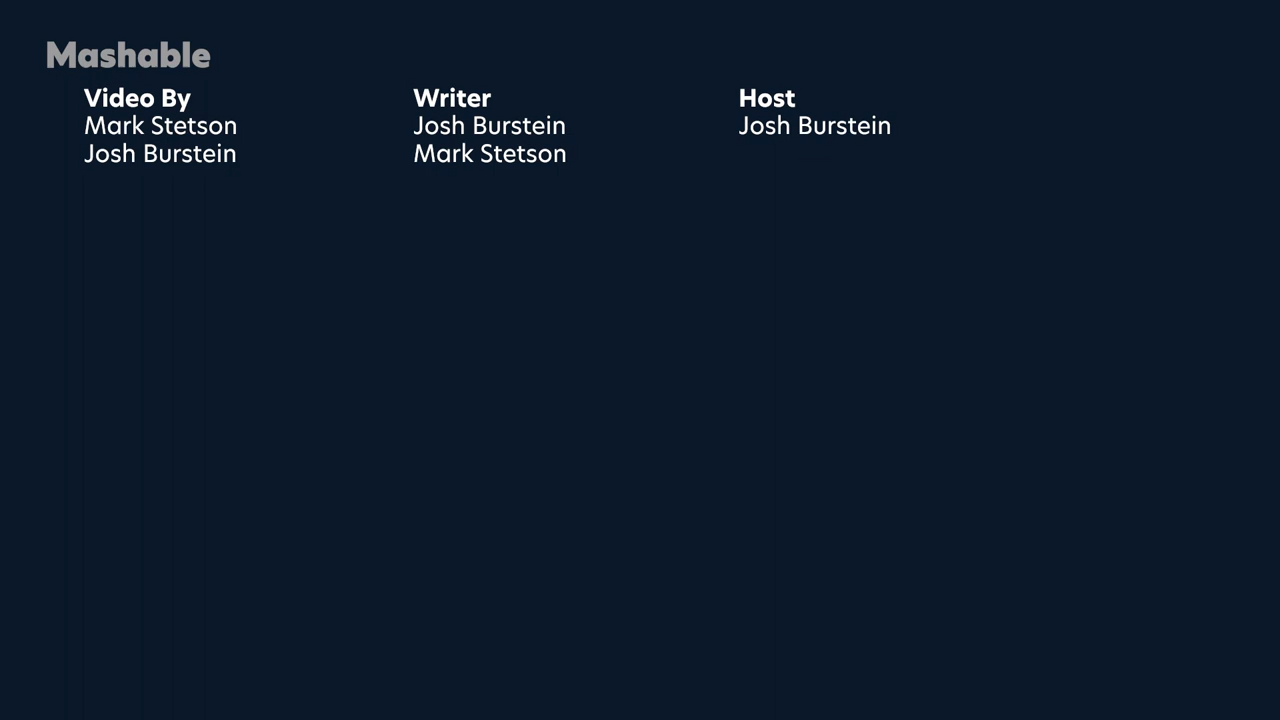 Mashable
Video By
Mark Stetson
Josh Burstein
Writer
Josh Burstein
Mark Stetson
Host
Josh Burstein